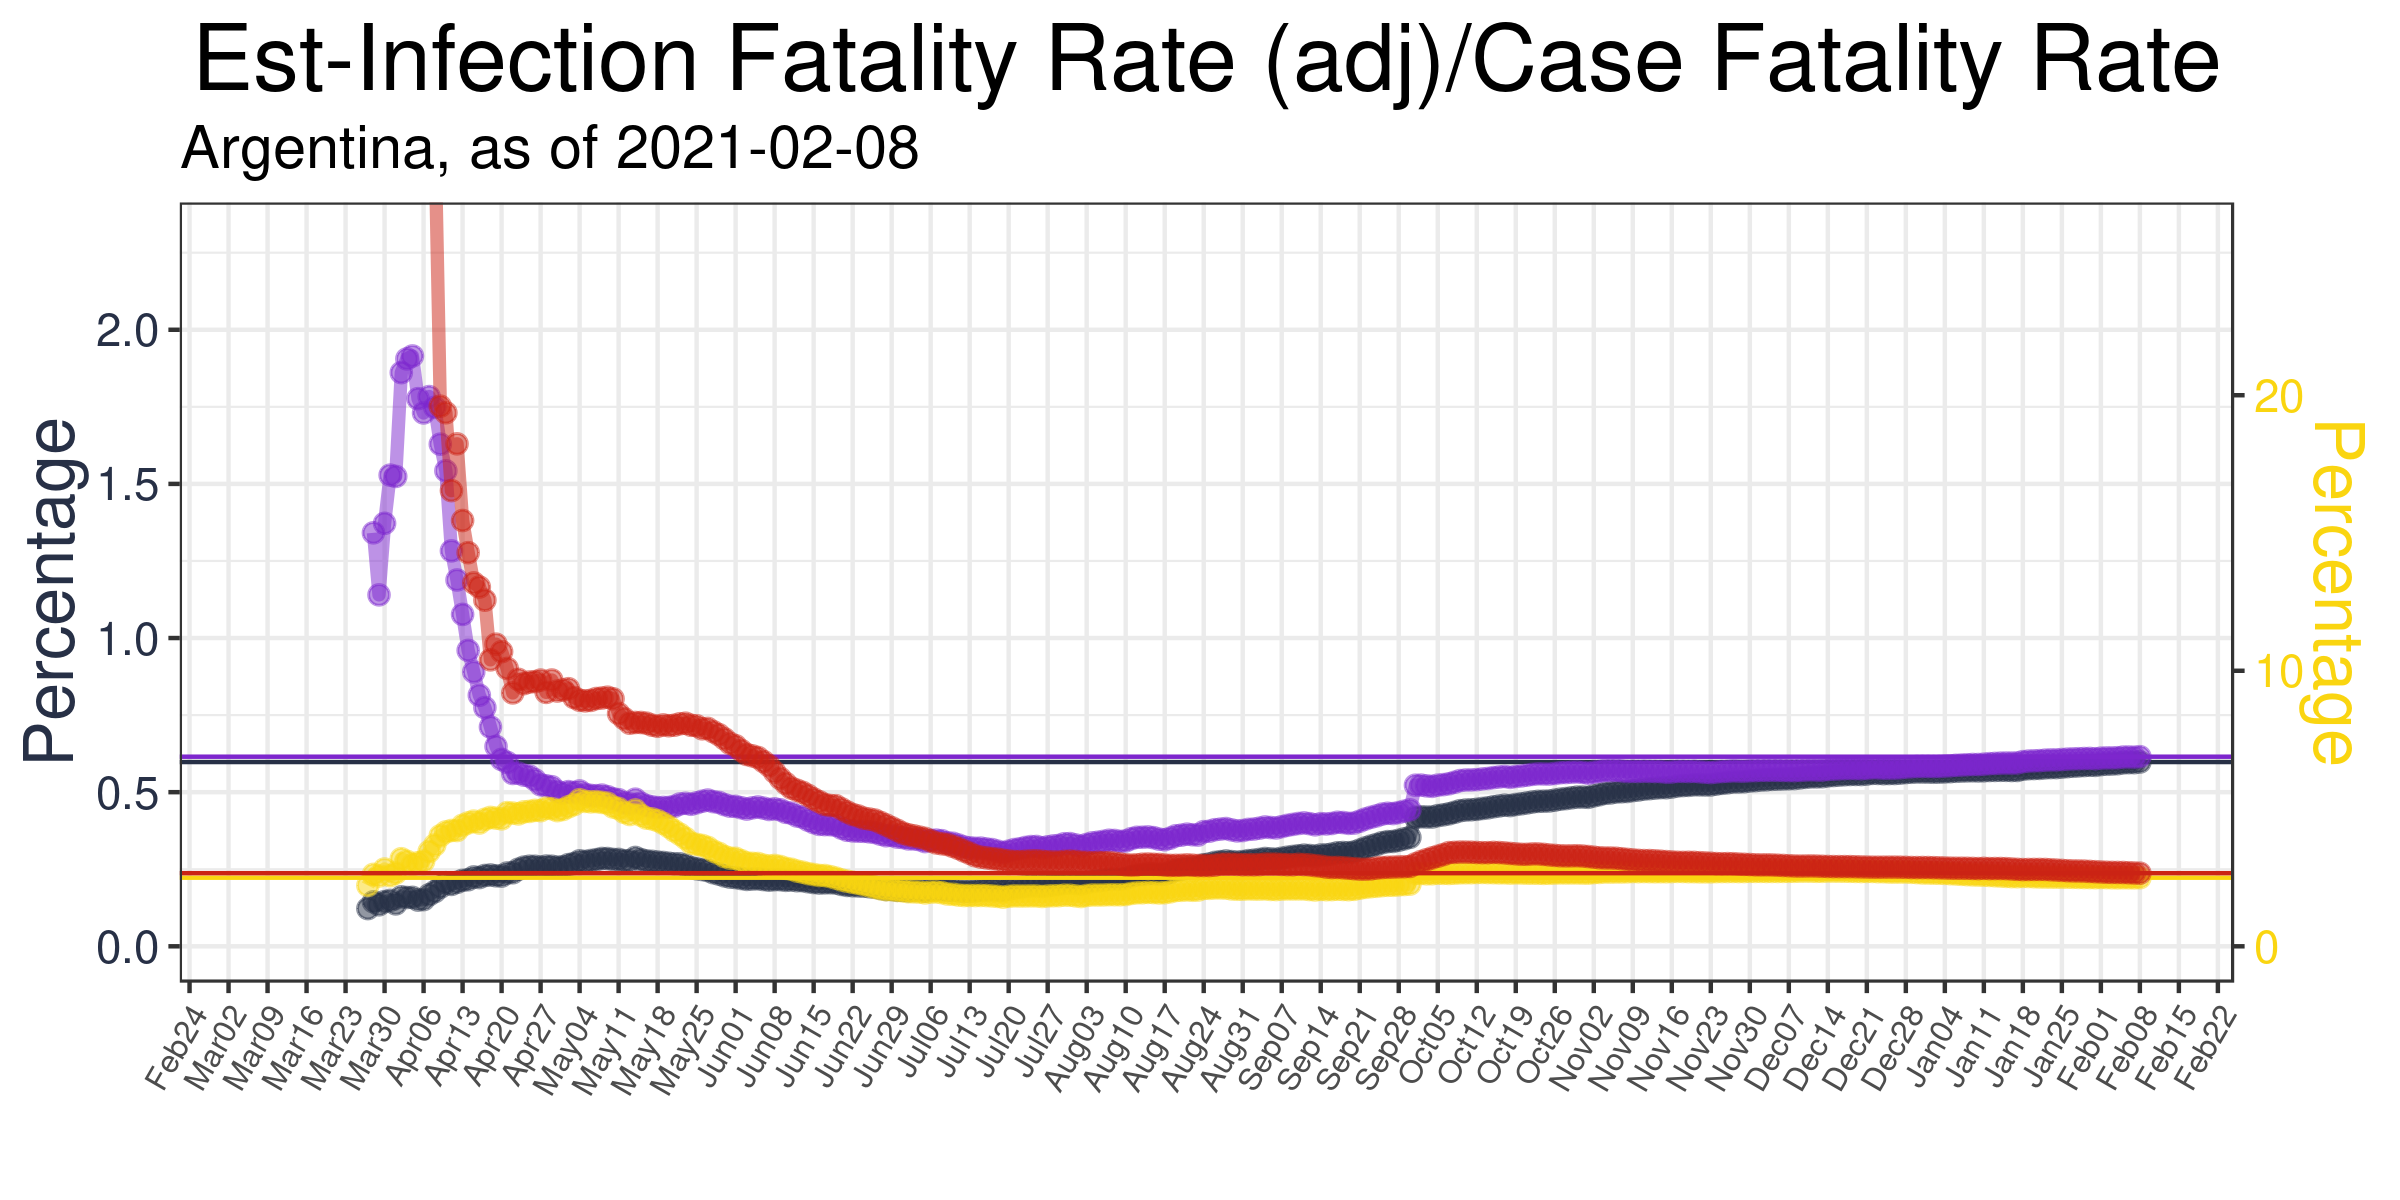 Est-Infection Fatality Rate (adj)/Case Fatality Rate
Argentina, as of 2021-02-08
Percentage
2.0
1.5
1.0
0.5
0.0
20
10
0
Percentage
Feb24
Mar02
Mar09
Mar16
Mar23
Mar30
Apr06
Apr13
Apr20
Apr27
May04
May11
May18
May25
Jun01
Jun08
Jun15
Jun22
Jun29
Jul06
Jul13
Jul20
Jul27
Aug03
Aug10
Aug17
Aug24
Aug31
Sep07
Sep14
Sep21
Sep28
Oct05
Oct12
Oct19
Oct26
Nov02
Nov09
Nov16
Nov23
Nov30
Dec07
Dec14
Dec21
Dec28
Jan04
Jan11
Jan18
Jan25
Feb01
Feb08
Feb15
Feb22